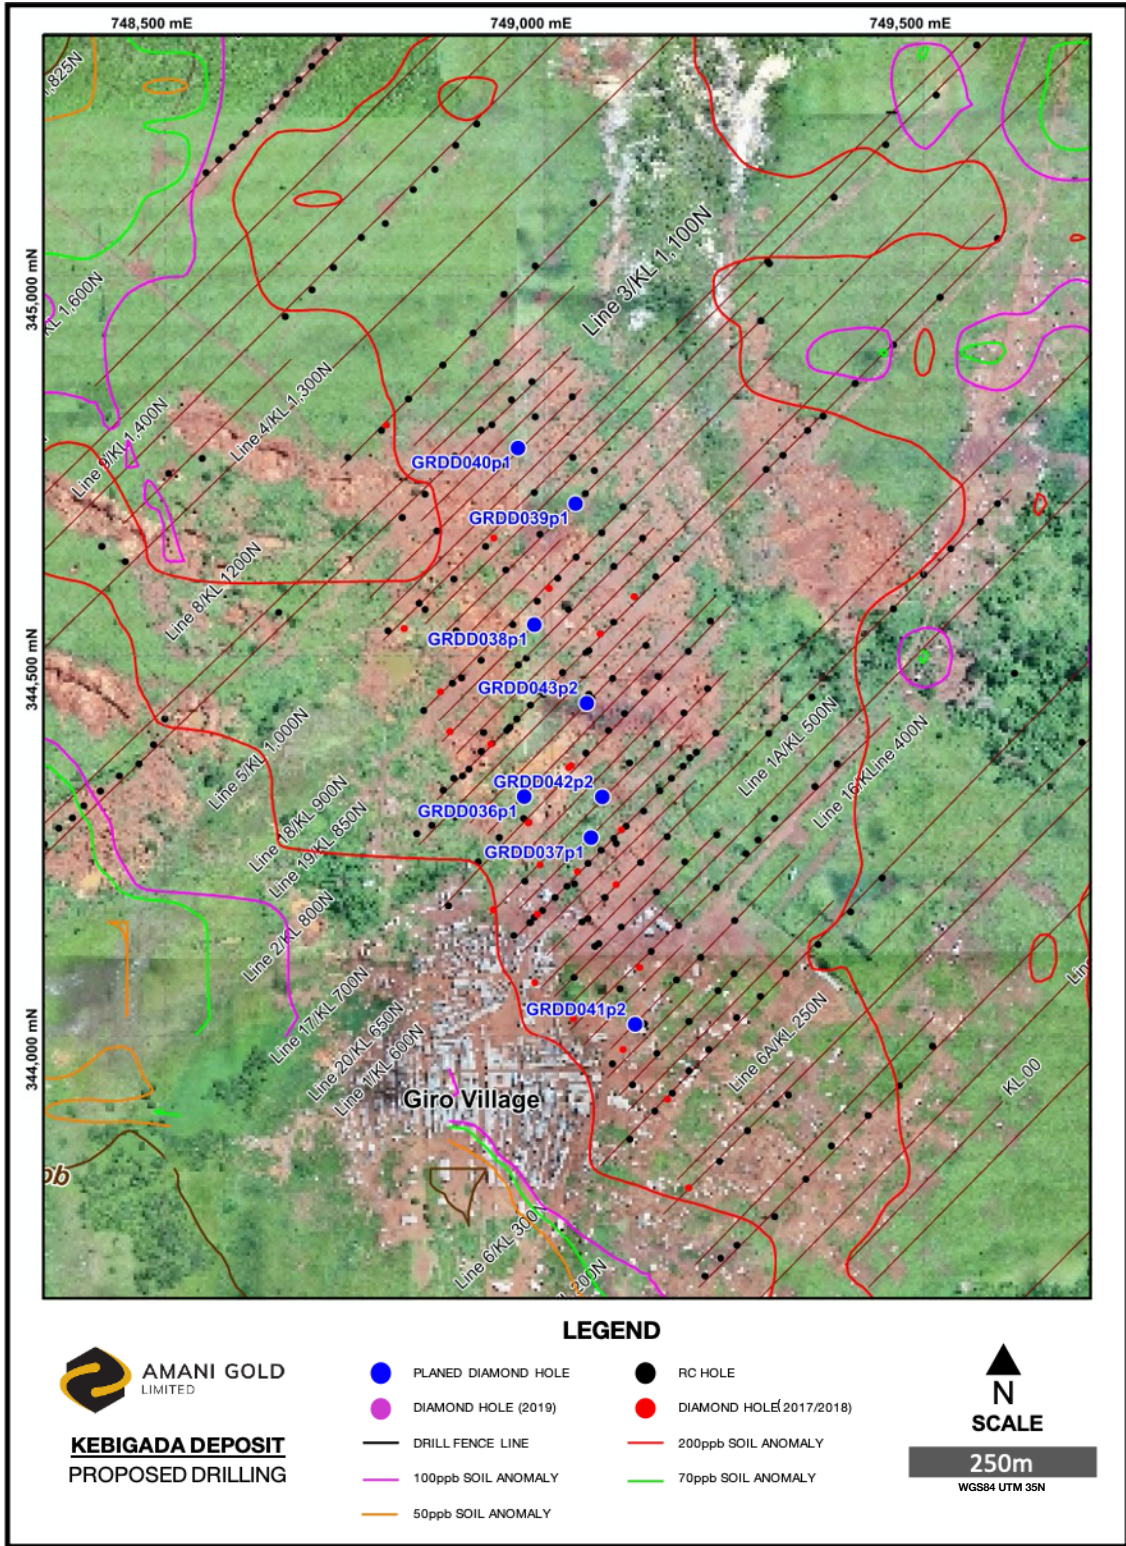 748,500 mE
749,000 mE
749,500 mE
345,000 mN
344,500 mN
344,000 mN
,825N
KL 1,600N
Line 9/KL 1,400N
Line 4/KL 1,300N
Line 3/KL 1,100N
Line 8/KL 1200N
GRDD040p1
GRDD039p1
GRDD038p1
GRDD043p2
GRDD042p2
GRDD036p1
GRDD037p1
GRDD041p2
Line 5/KL 1,000N
Line 18/KL 900N
Line 19/KL 850N
Line 2/KL 800N
Line 17/KL 700N
Line 20/KL 650N
Line 1/KL 600N
Line 1A/KL 500N
Line 16/KLine 400N
Line 6A/KL 250N
Line 6/KL 300N
200N
KL 00
Lin
Giro Village
pb
LEGEND
AMANI GOLD
LIMITED
KEBIGADA DEPOSIT
PROPOSED DRILLING
PLANED DIAMOND HOLE
RC HOLE
DIAMOND HOLE (2019)
DIAMOND HOLE(2017/2018)
DRILL FENCE LINE
200ppb SOIL ANOMALY
100ppb SOIL ANOMALY
70ppb SOIL ANOMALY
50ppb SOIL ANOMALY
N
SCALE
250m
WGS84 UTM 35N